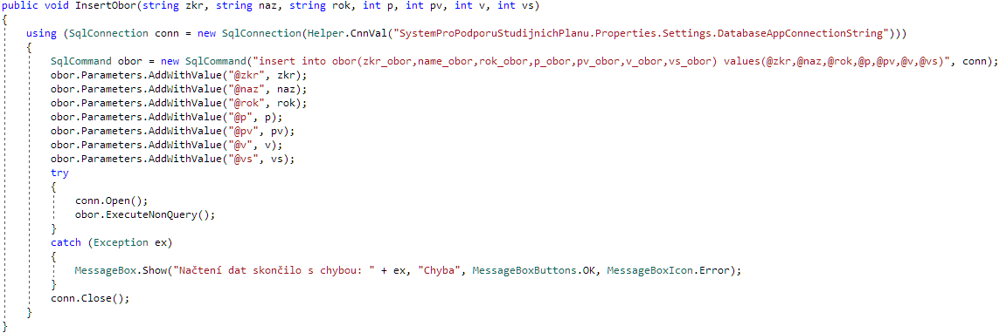 public void InsertObor(string zkr, string naz, string rok, int p, int pv, int v, int vs)
{
using (SqlConnection conn = new SqlConnection(Helper.CnnVal("SystemProPodporuStudijnichPlanu.Properties.Settings.DatabaseAppConnectionString")))
{
SqlCommand obor = new SqlCommand("insert into obor(zkr_obor,name_obor,rok_obor,p_obor,pv_obor,v_obor,vs_obor) values(@zkr,@naz,@rok,@p,@pv,@v,@vs)", conn);
obor.Parameters.AddWithValue("@zkr", zkr);
obor.Parameters.AddWithValue("@naz", naz);
obor.Parameters.AddWithValue("@rok", rok);
obor.Parameters.AddWithValue("@p", p);
obor.Parameters.AddWithValue("@pv", pv);
obor.Parameters.AddWithValue("@v", v);
obor.Parameters.AddWithValue("@vs", vs);
try
{
conn.Open();
obor.ExecuteNonQuery();
}
catch (Exception ex)
{
MessageBox.Show("Načtení dat skončilo s chybou: " + ex, "Chyba", MessageBoxButtons.OK, MessageBoxIcon.Error);
}
conn.Close();
}
}